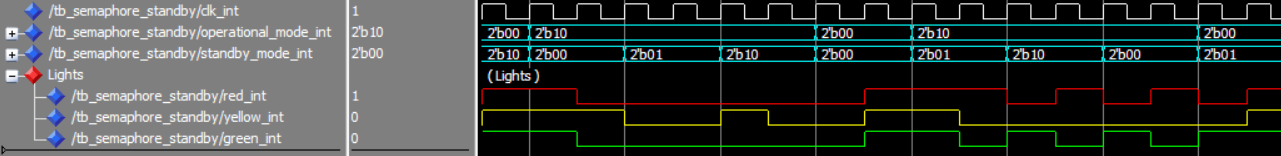 /tb_semaphore_standby/clk_int 1
/tb_semaphore_standby/operational_mode_int 2'b10 2'b00 2'b10 2'b00 2'b10 2'b00
/tb_semaphore_standby/standby_mode_int 2'b00 2'b10 2'b00 2'b01 2'b10 2'b00 2'b01 2'b10 2'b00 2'b01
Lights (Lights)
/tb_semaphore_standby/red_int 1
/tb_semaphore_standby/yellow_int 0
/tb_semaphore_standby/green_int 0